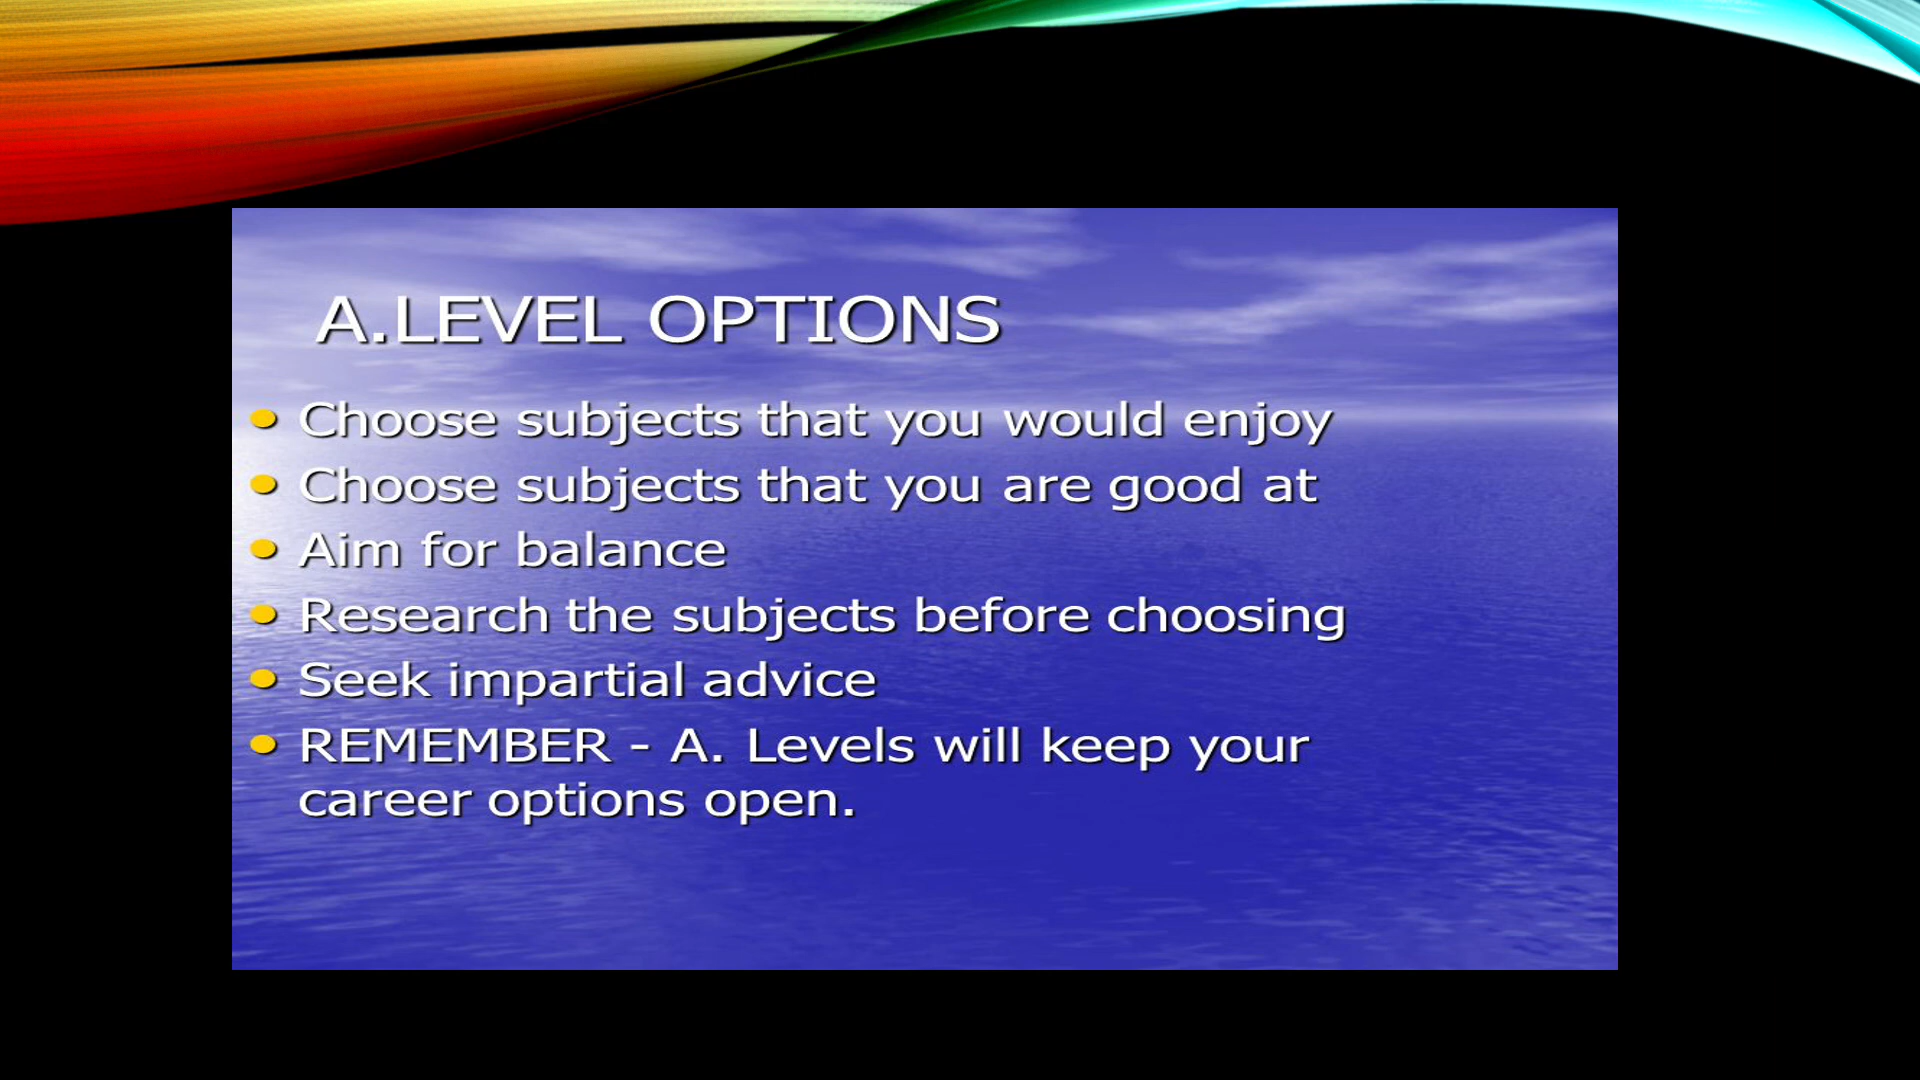 A.LEVEL OPTIONS
• Choose subjects that you would enjoy
• Choose subjects that you are good at
• Aim for balance
• Research the subjects before choosing
• Seek impartial advice
• REMEMBER - A. Levels will keep your
career options open.